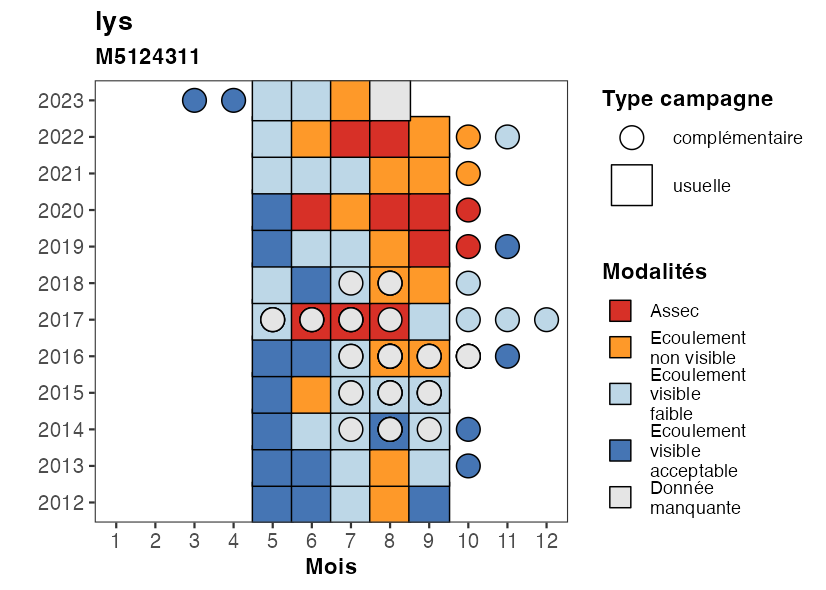 lys
M5124311
2023
2022
2021
2020
2019
2018
2017
2016
2015
2014
2013
2012
1 2 3 4 5 6 7 8 9 10 11 12
Mois
Type campagne
complémentaire
usuelle
Modalités
Assec
Ecoulement
non visible
Ecoulement
visible
faible
Ecoulement
visible
acceptable
Donnée
manquante